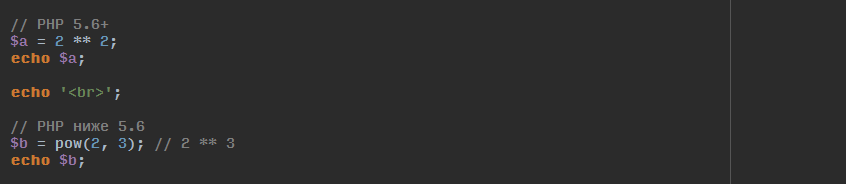 // PHP 5.6+
$a = 2 ** 2;
echo $a;
echo '<br>';
// PHP ниже 5.6
$b = pow(2, 3); // 2 ** 3
echo $b;